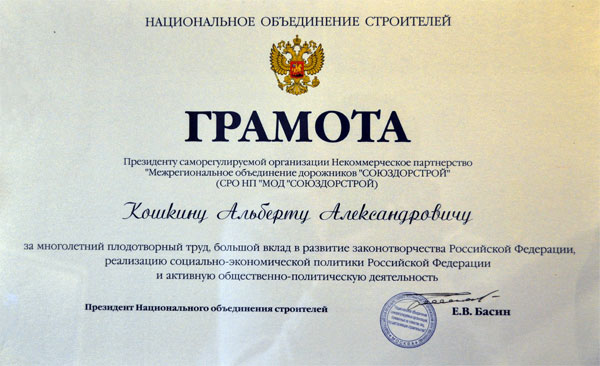 НАЦИОНАЛЬНОЕ ОБЪЕДИНЕНИЕ СТРОИТЕЛЕЙ
ГРАМОТА
Президенту саморегулируемой организации Некоммерческое партнерство
"Межрегиональное объединение дорожников "СОЮЗДОРСТРОЙ"
(СРО НП "МОД "СОЮЗДОРСТРОЙ)
Кошкину Альберту Александровичу
за многолетний плодотворный труд, большой вклад в развитие законотворчества Российской Федерации,
реализацию социально-экономической политики Российской Федерации
и активную общественно-политическую деятельность
Президент Национального объединения строителей
Е.В. Басин